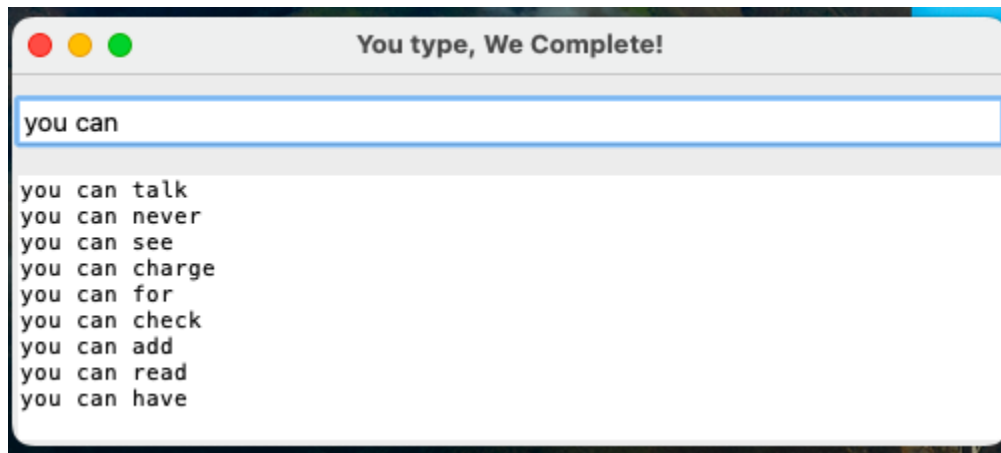 You type, We Complete!
you can
you can talk
you can never
you can see
you can charge
you can for
you can check
you can add
you can read
you can have